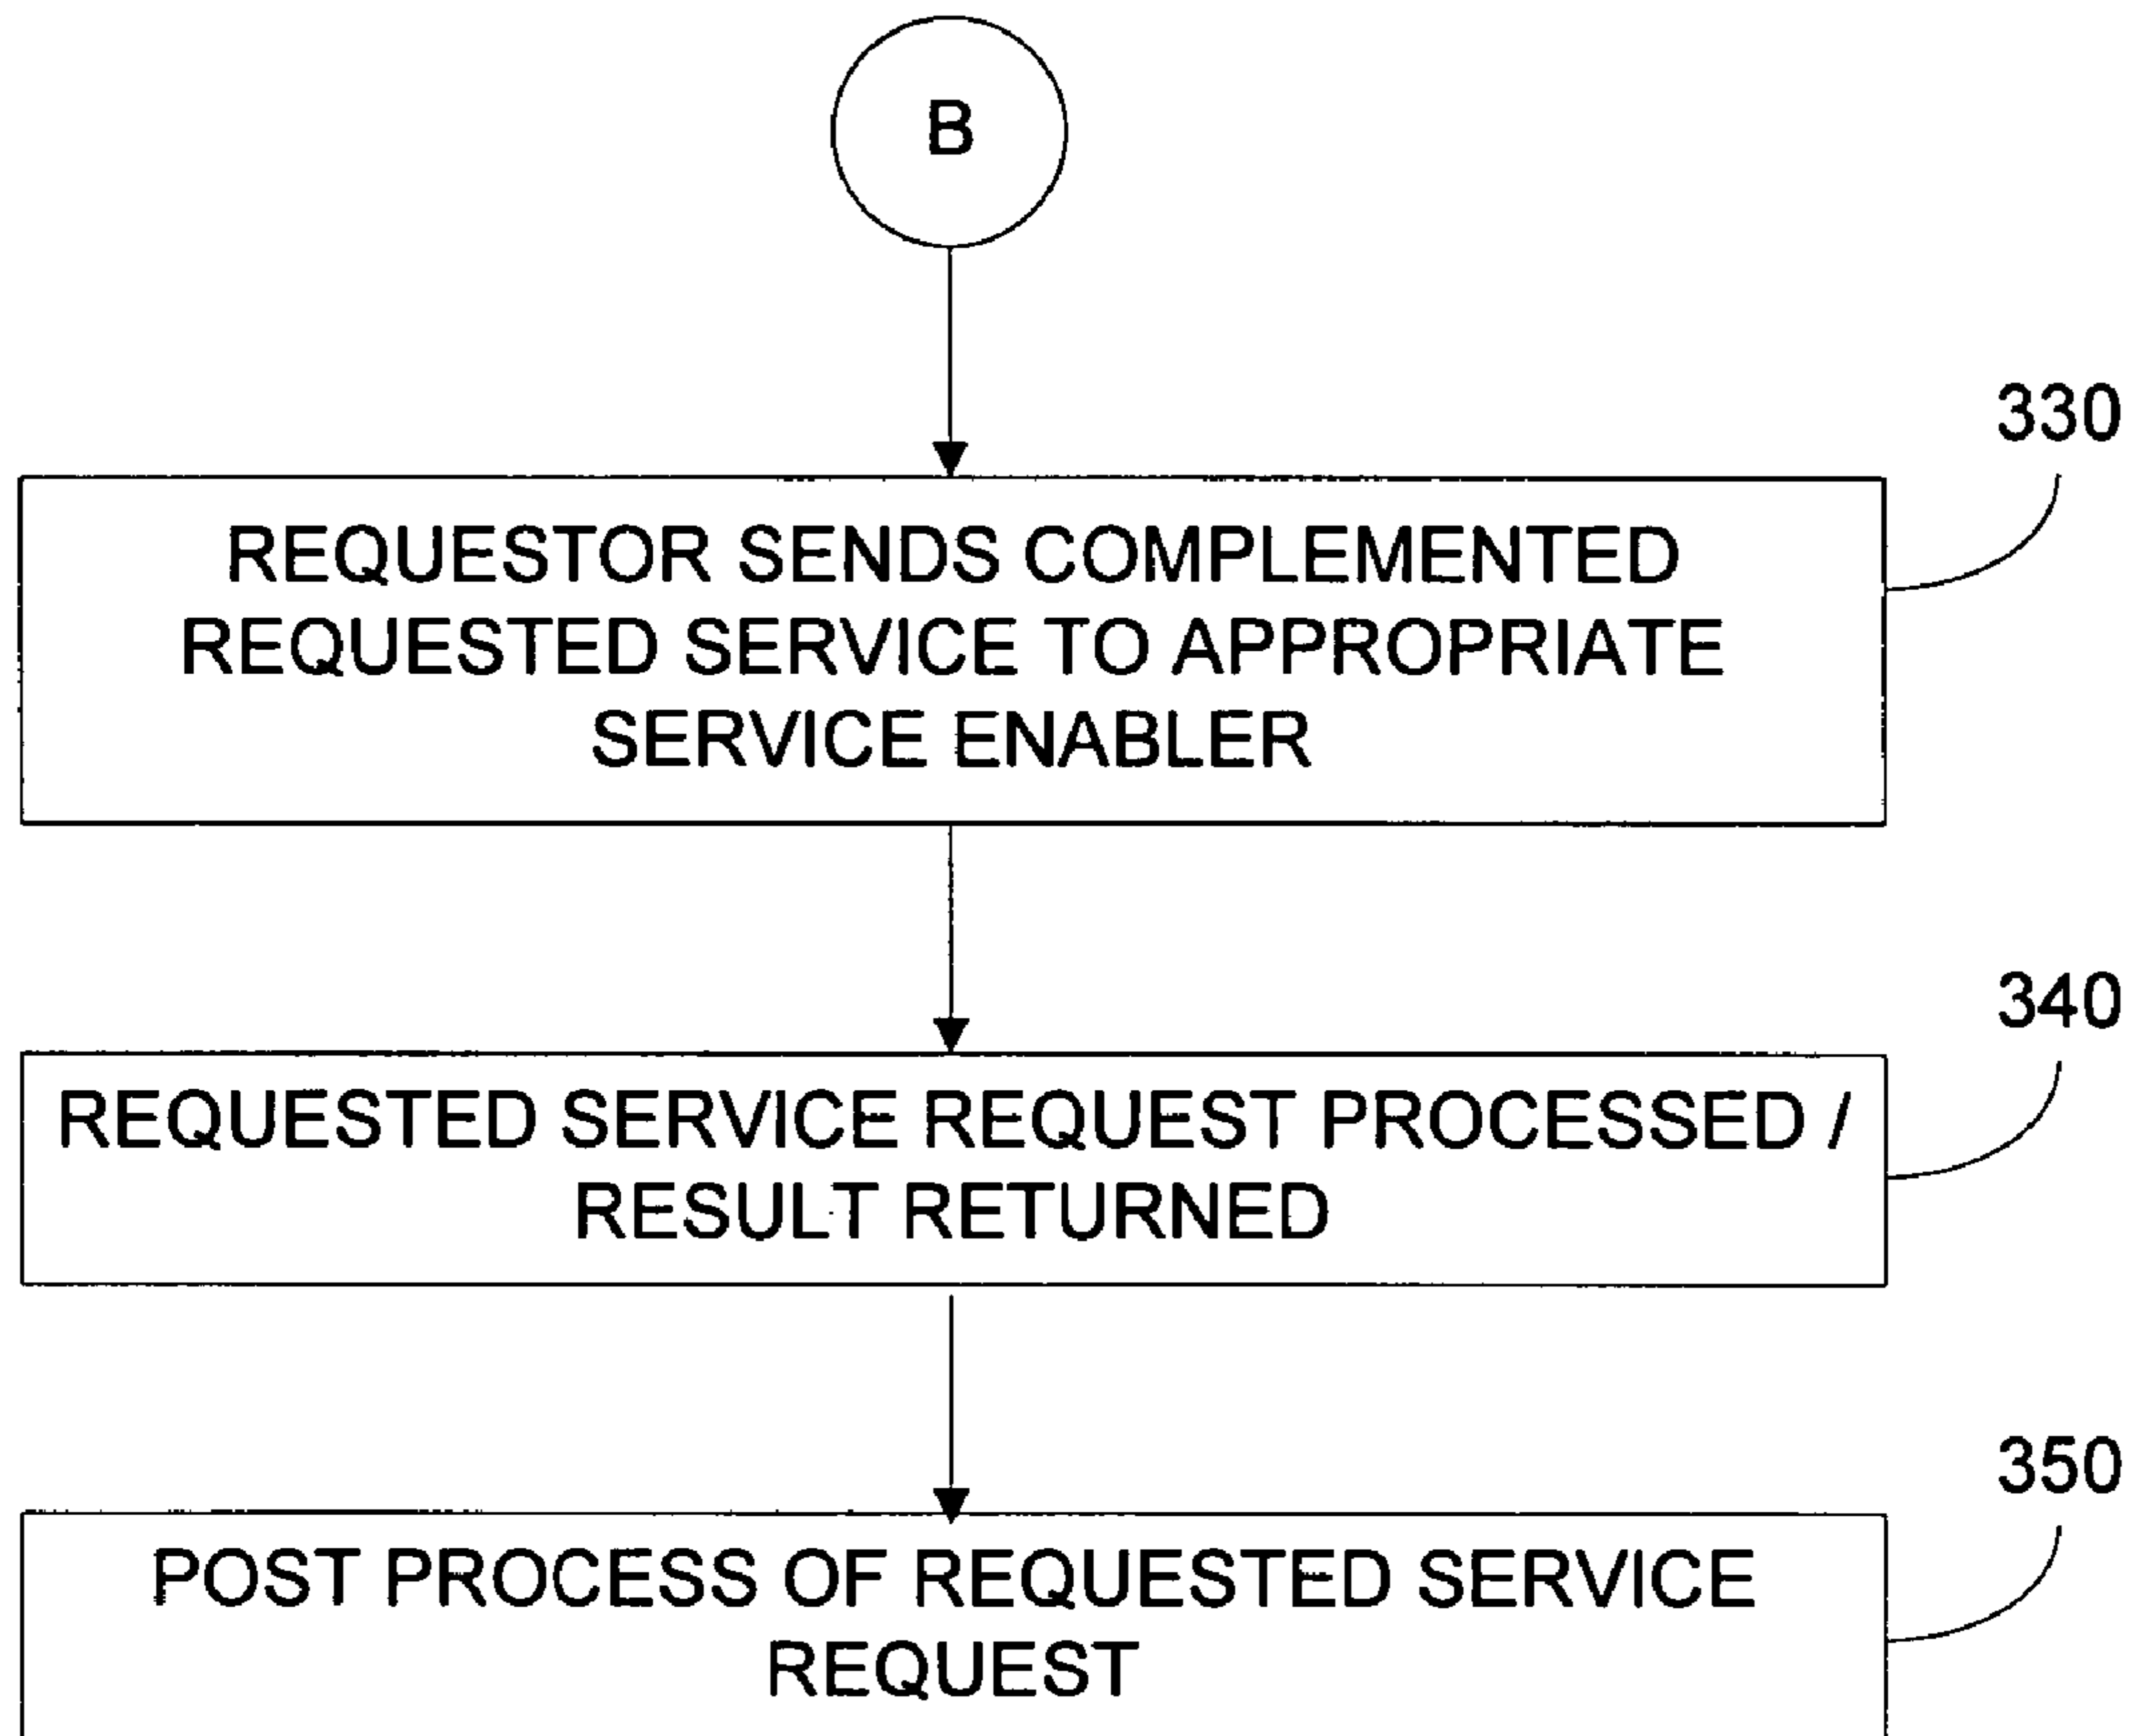 B
330
REQUESTOR SENDS COMPLEMENTED
REQUESTED SERVICE TO APPROPRIATE
SERVICE ENABLER
340
REQUESTED SERVICE REQUEST PROCESSED /
RESULT RETURNED
350
POST PROCESS OF REQUESTED SERVICE
REQUEST